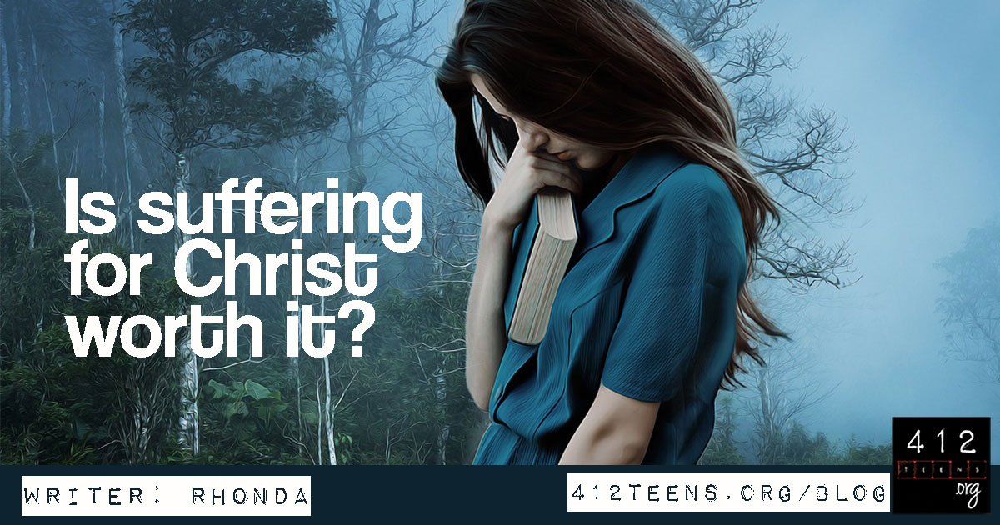 Is suffering
for Christ
worth it?
WRITER: RHONDA
412TEENS.ORG/BLOG
412
TEENS
.org